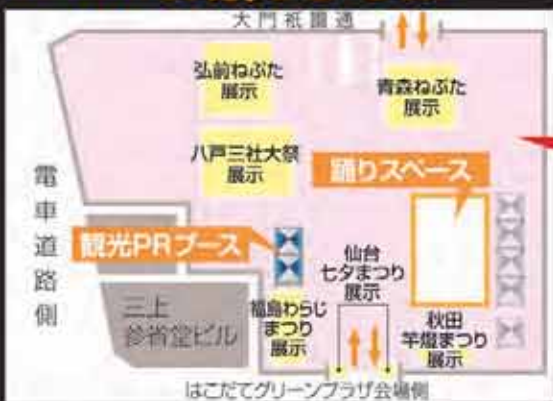 大門祇園通
弘前ねぷた
展示
青森ねぶた
展示
八戸三社大祭
展示
踊りスペース
電車道路側
観光PRブース
仙台
七夕まつり
展示
三上
参省堂ビル
福島わらじ
まつり
展示
秋田
竿燈まつり
展示
はこだてグリーンプラザ会場側